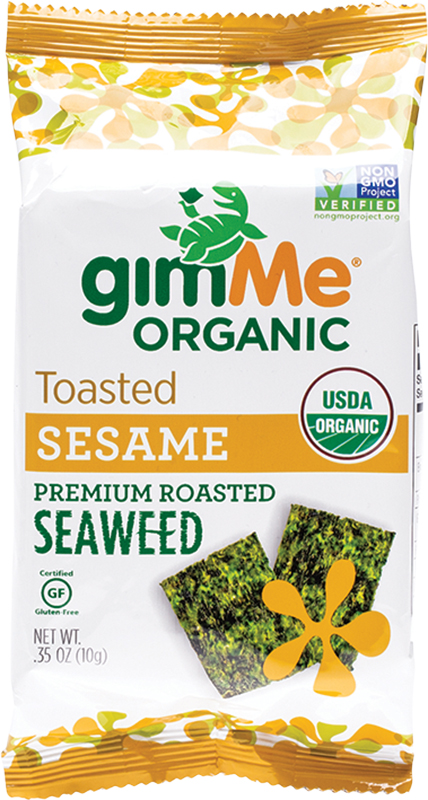 NON
GMO
Project
VERIFIED
nongmoproject.org
gimMe®
ORGANIC
Toasted
SESAME
USDA
ORGANIC
PREMIUM ROASTED
SEAWEED
Certified
GF
Gluten-Free
NET WT.
.35 OZ (10g)